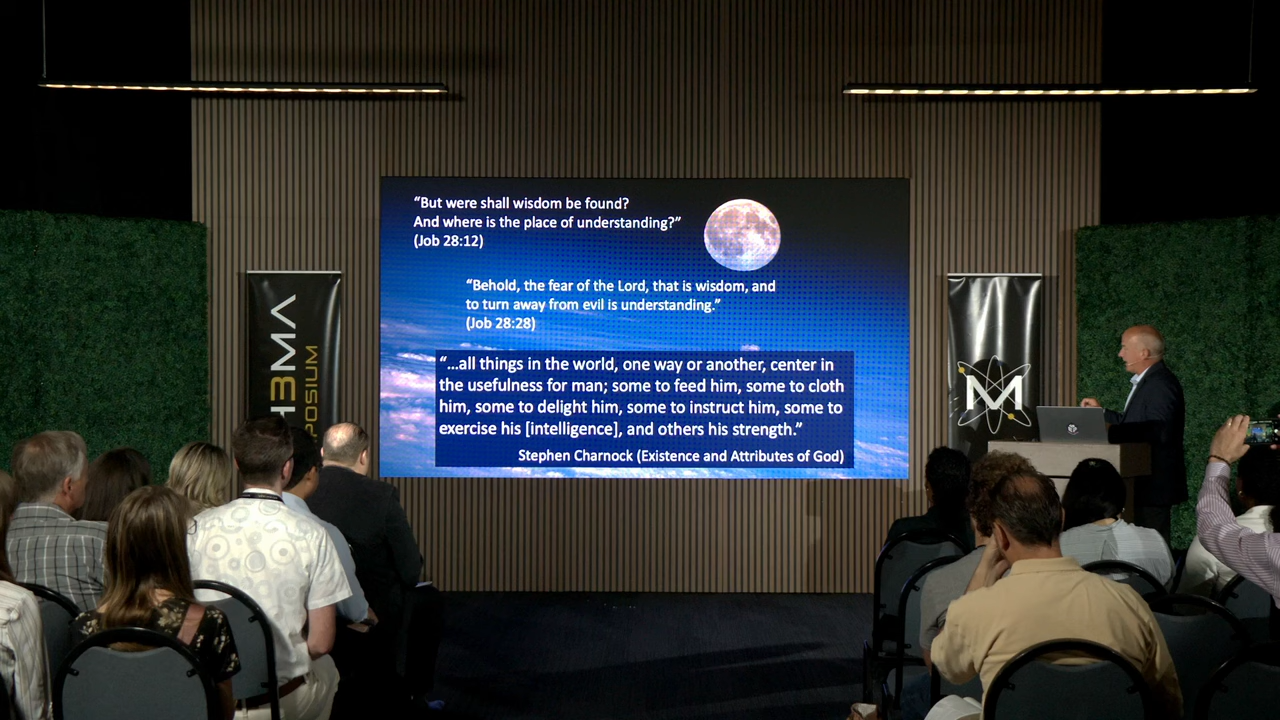 “But were shall wisdom be found?
And where is the place of understanding?”
(Job 28:12)
“Behold, the fear of the Lord, that is wisdom, and
to turn away from evil is understanding.”
(Job 28:28)
“...all things in the world, one way or another, center in
the usefulness for man; some to feed him, some to cloth
him, some to delight him, some to instruct him, some to
exercise his [intelligence], and others his strength.”
Stephen Charnock (Existence and Attributes of God)
M